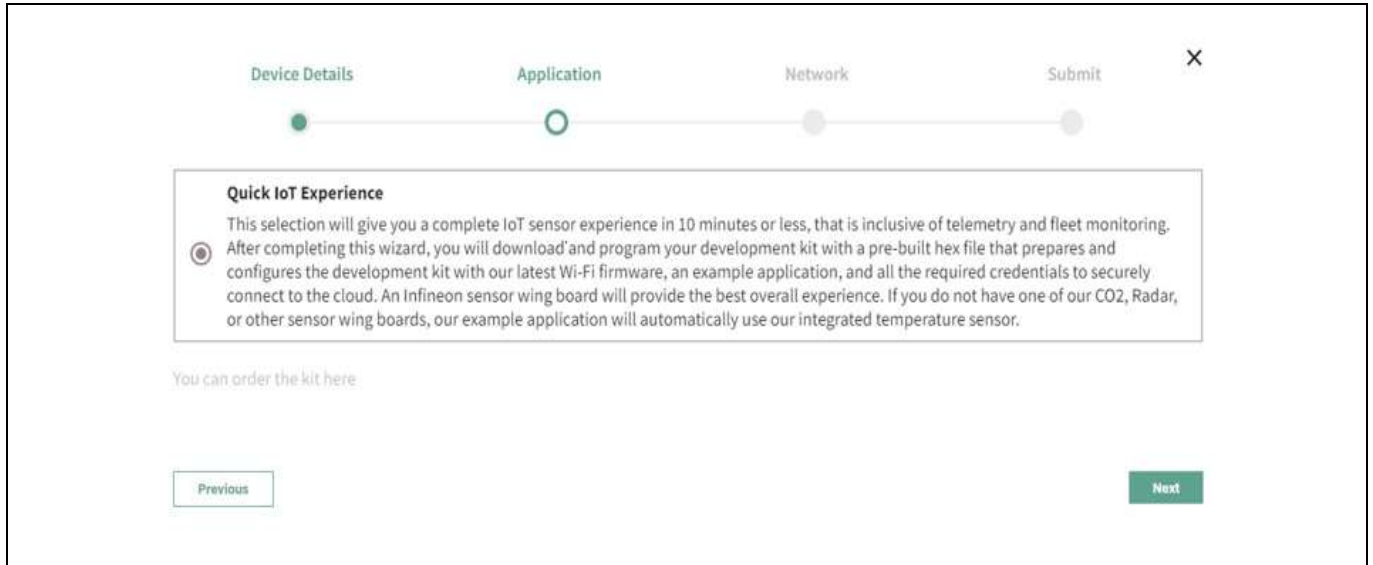 Device Details
Application
Network
Submit
Quick IoT Experience
This selection will give you a complete IoT sensor experience in 10 minutes or less, that is inclusive of telemetry and fleet monitoring.
After completing this wizard, you will download and program your development kit with a pre-built hex file that prepares and
configures the development kit with our latest Wi-Fi firmware, an example application, and all the required credentials to securely
connect to the cloud. An Infineon sensor wing board will provide the best overall experience. If you do not have one of our CO2, Radar,
or other sensor wing boards, our example application will automatically use our integrated temperature sensor.
You can order the kit here
Previous
Next